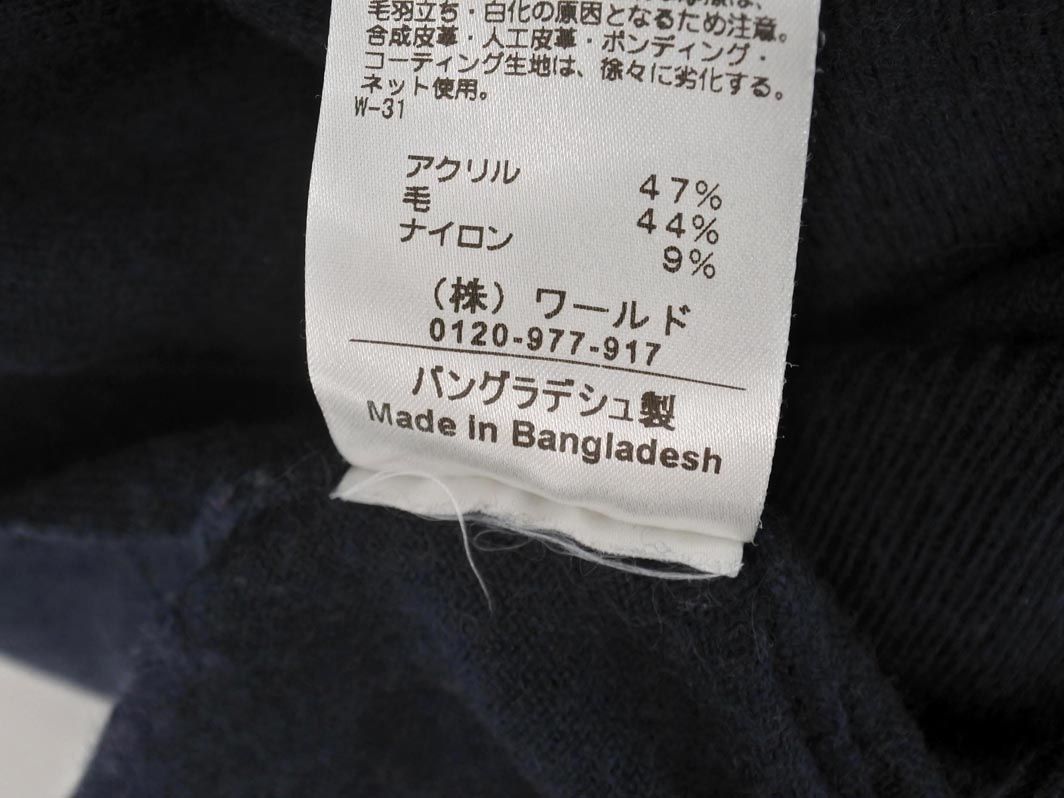 毛羽立ち・白化の原因となるため注意。
合成皮革・人工皮革・ボンディング・
コーティング生地は、徐々に劣化する。
ネット使用。
W-31
アクリル 47%
毛 44%
ナイロン 9%
(株) ワールド
0120-977-917
バングラデシュ製
Made in Bangladesh